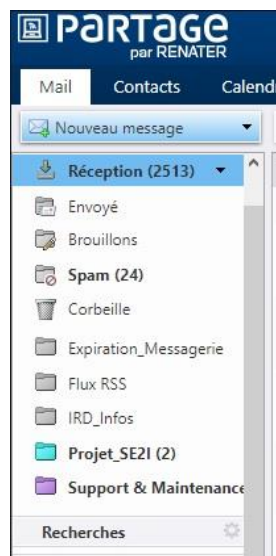 PaRTaGe
par RENATER
Mail Contacts Calend
Nouveau message
Réception (2513)
Envoyé
Brouillons
Spam (24)
Corbeille
Expiration_Messagerie
Flux RSS
IRD_Infos
Projet_SE2I (2)
Support & Maintenance
Recherches